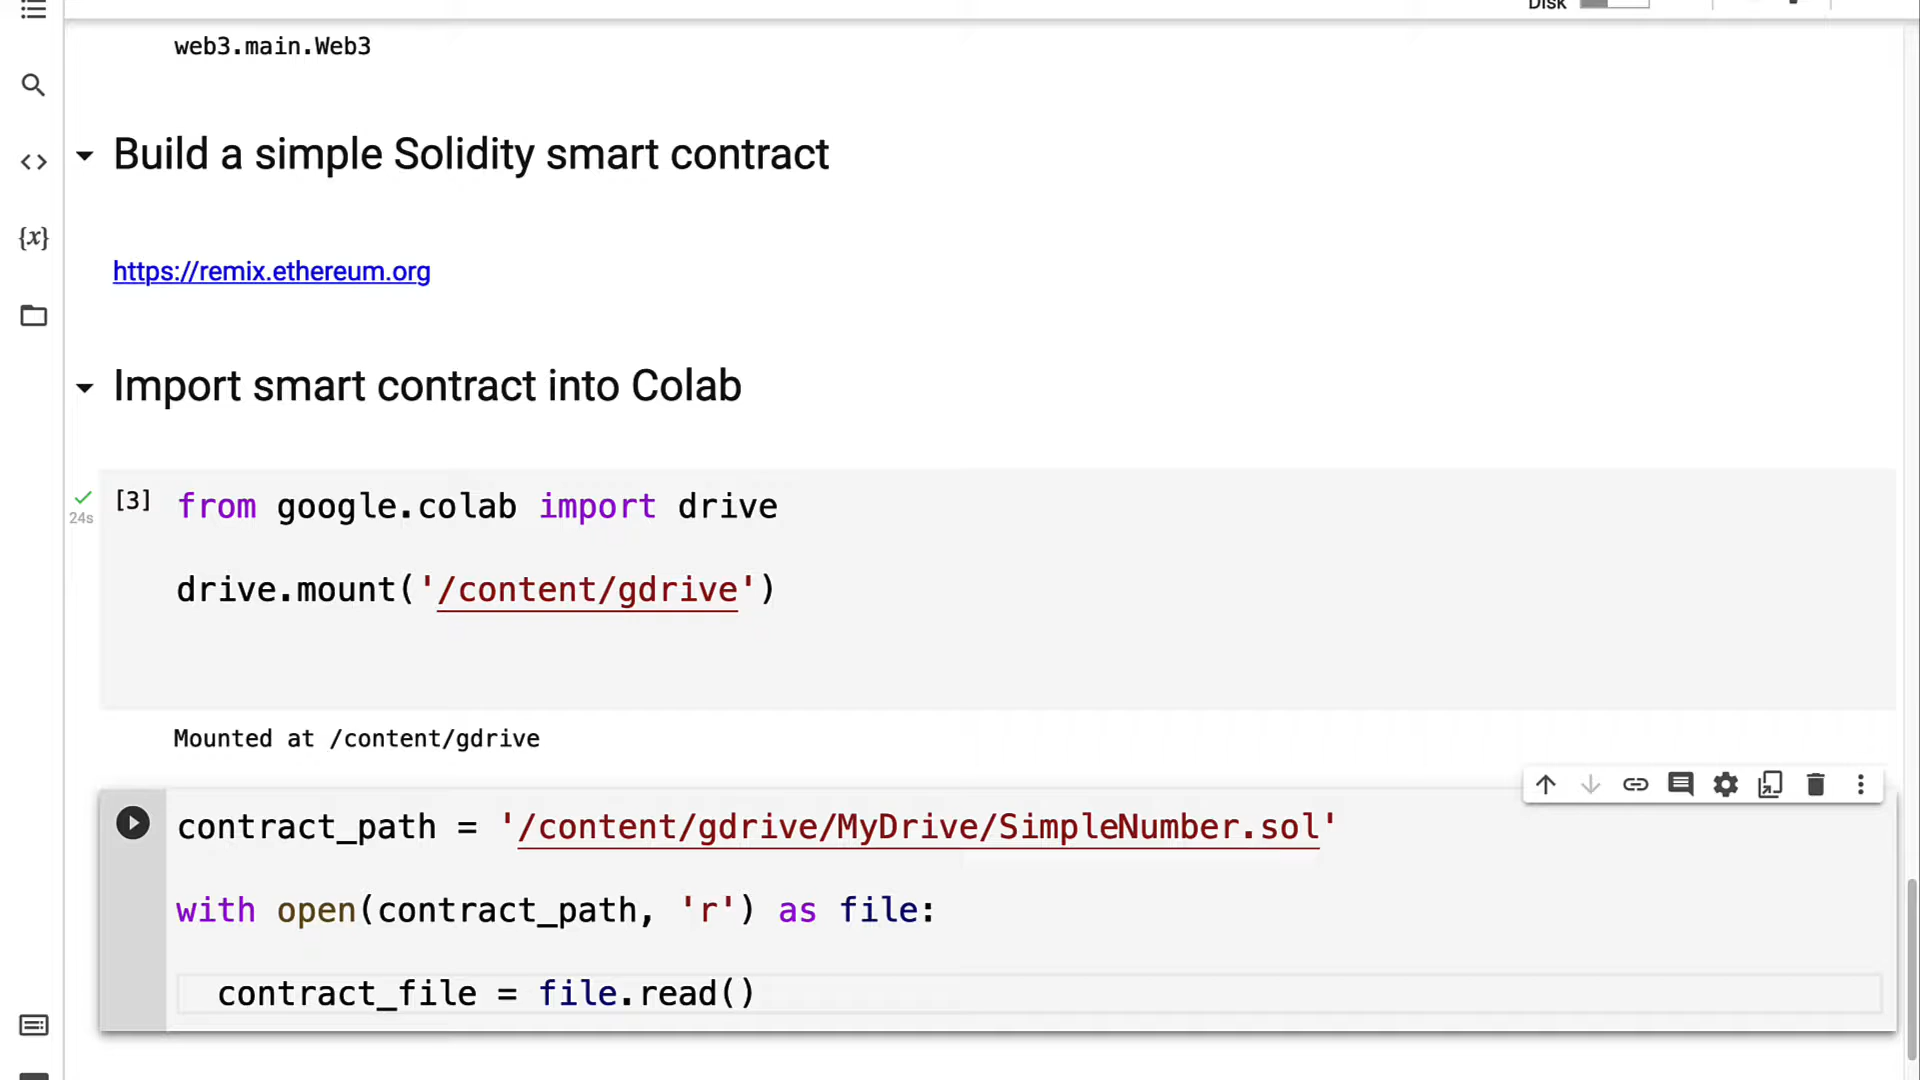 Disk
web3.main.Web3
Build a simple Solidity smart contract
{x}
https://remix.ethereum.org
Import smart contract into Colab
[3] from google.colab import drive
24s
drive.mount('/content/gdrive')
Mounted at /content/gdrive
contract_path = '/content/gdrive/MyDrive/SimpleNumber.sol'
with open(contract_path, 'r') as file:
contract_file = file.read()